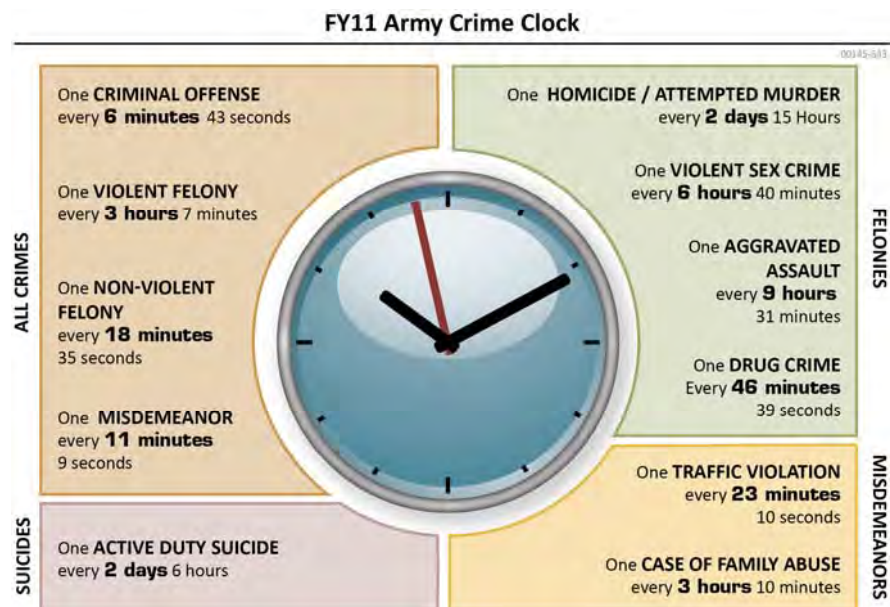 FY11 Army Crime Clock
00145-333
ALL CRIMES
One CRIMINAL OFFENSE
every 6 minutes 43 seconds
One VIOLENT FELONY
every 3 hours 7 minutes
One NON-VIOLENT
FELONY
every 18 minutes
35 seconds
One MISDEMEANOR
every 11 minutes
9 seconds
FELONIES
One HOMICIDE / ATTEMPTED MURDER
every 2 days 15 Hours
One VIOLENT SEX CRIME
every 6 hours 40 minutes
One AGGRAVATED
ASSAULT
every 9 hours
31 minutes
One DRUG CRIME
Every 46 minutes
39 seconds
SUICIDES
One ACTIVE DUTY SUICIDE
every 2 days 6 hours
MISDEMEANORS
One TRAFFIC VIOLATION
every 23 minutes
10 seconds
One CASE OF FAMILY ABUSE
every 3 hours 10 minutes